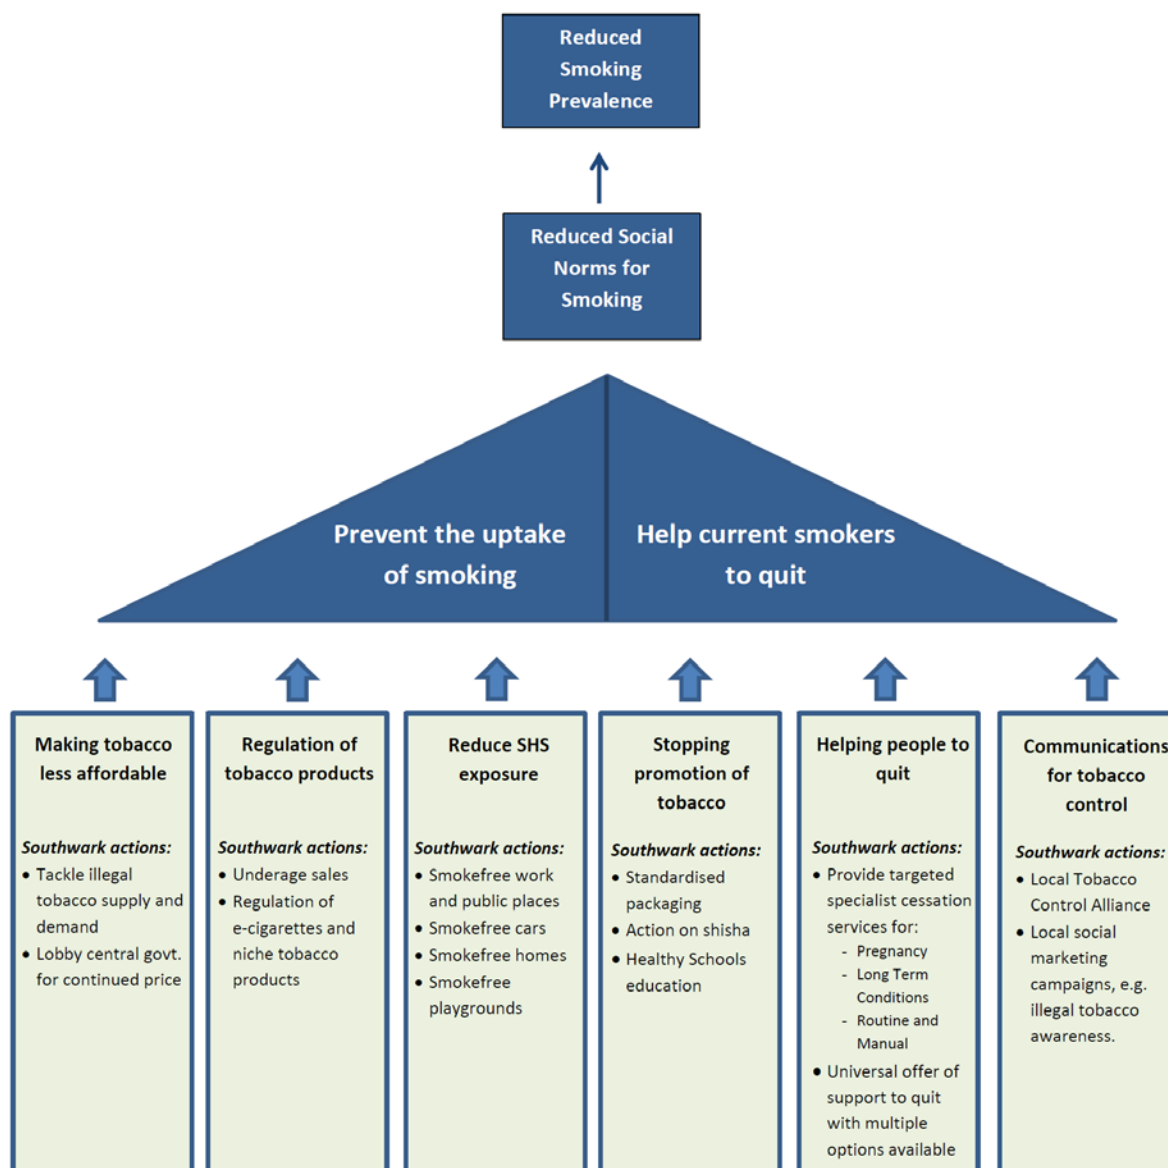 Reduced
Smoking
Prevalence
Reduced Social
Norms for
Smoking
Prevent the uptake
of smoking
Help current smokers
to quit
Making tobacco
less affordable
Southwark actions:
• Tackle illegal
tobacco supply and
demand
• Lobby central govt.
for continued price
Regulation of
tobacco products
Southwark actions:
• Underage sales
• Regulation of
e-cigarettes and
niche tobacco
products
Reduce SHS
exposure
Southwark actions:
• Smokefree work
and public places
• Smokefree cars
• Smokefree homes
• Smokefree
playgrounds
Stopping
promotion of
tobacco
Southwark actions:
• Standardised
packaging
• Action on shisha
• Healthy Schools
education
Helping people to
quit
Southwark actions:
• Provide targeted
specialist cessation
services for:
- Pregnancy
- Long Term
Conditions
- Routine and
Manual
• Universal offer of
support to quit
with multiple
options available
Communications
for tobacco
control
Southwark actions:
• Local Tobacco
Control Alliance
• Local social
marketing
campaigns, e.g.
illegal tobacco
awareness.